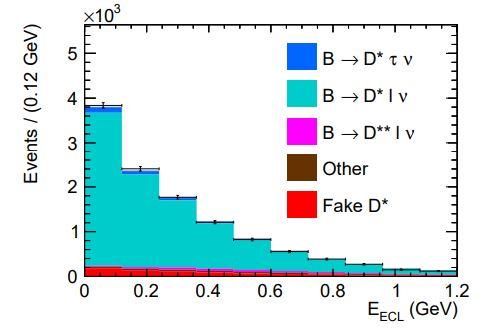 ×10³
Events / (0.12 GeV)
5
4
3
2
1
0
B → D* τ ν
B → D* l ν
B → D** l ν
Other
Fake D*
0 0.2 0.4 0.6 0.8 1 1.2
E_ECL (GeV)